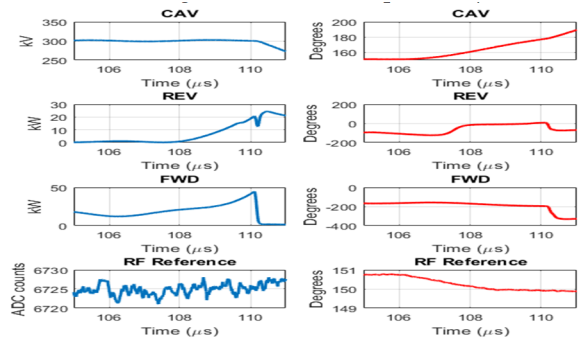 CAV
kV
350
300
250
106
108
110
Time (μs)
CAV
Degrees
200
180
160
106
108
110
Time (μs)
REV
kW
30
20
10
0
106
108
110
Time (μs)
REV
Degrees
200
0
-200
106
108
110
Time (μs)
FWD
kW
50
0
106
108
110
Time (μs)
FWD
Degrees
0
-200
-400
106
108
110
Time (μs)
RF Reference
ADC counts
6730
6725
6720
106
108
110
Time (μs)
RF Reference
Degrees
151
150
149
106
108
110
Time (μs)